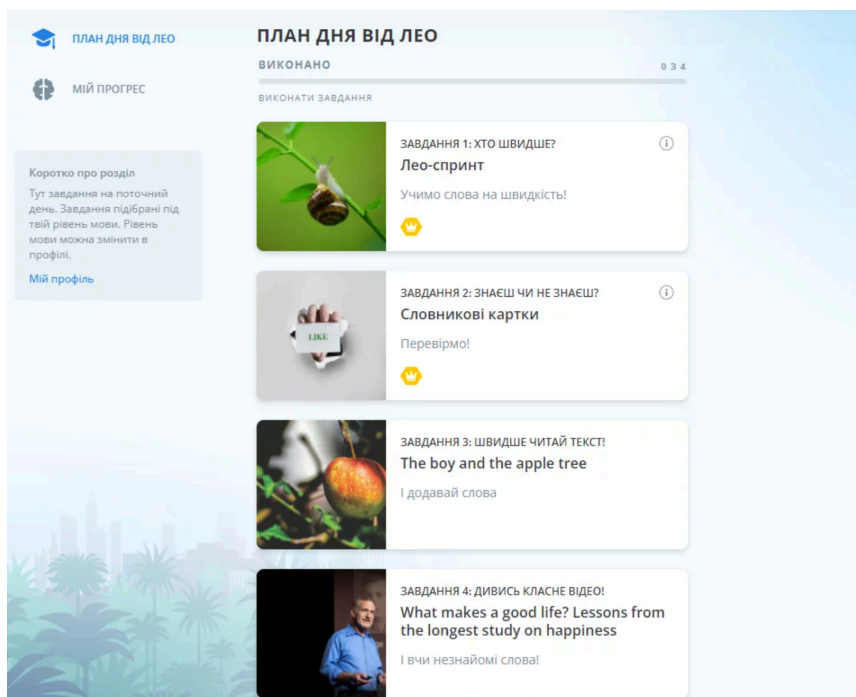 ПЛАН ДНЯ ВІД ЛЕО
МІЙ ПРОГРЕС
Коротко про розділ
Тут завдання на поточний
день. Завдання підібрані під
твій рівень мови. Рівень
мови можна змінити в
профілі.
Мій профіль
ПЛАН ДНЯ ВІД ЛЕО
ВИКОНАНО
0 З 4
ВИКОНАТИ ЗАВДАННЯ
ЗАВДАННЯ 1: ХТО ШВИДШЕ?
Лео-спринт
Учимо слова на швидкість!
ЗАВДАННЯ 2: ЗНАЄШ ЧИ НЕ ЗНАЄШ?
Словникові картки
Перевірмо!
LIKE
ЗАВДАННЯ 3: ШВИДШЕ ЧИТАЙ ТЕКСТ!
The boy and the apple tree
І додавай слова
ЗАВДАННЯ 4: ДИВИСЬ КЛАСНЕ ВІДЕО!
What makes a good life? Lessons from
the longest study on happiness
І вчи незнайомі слова!